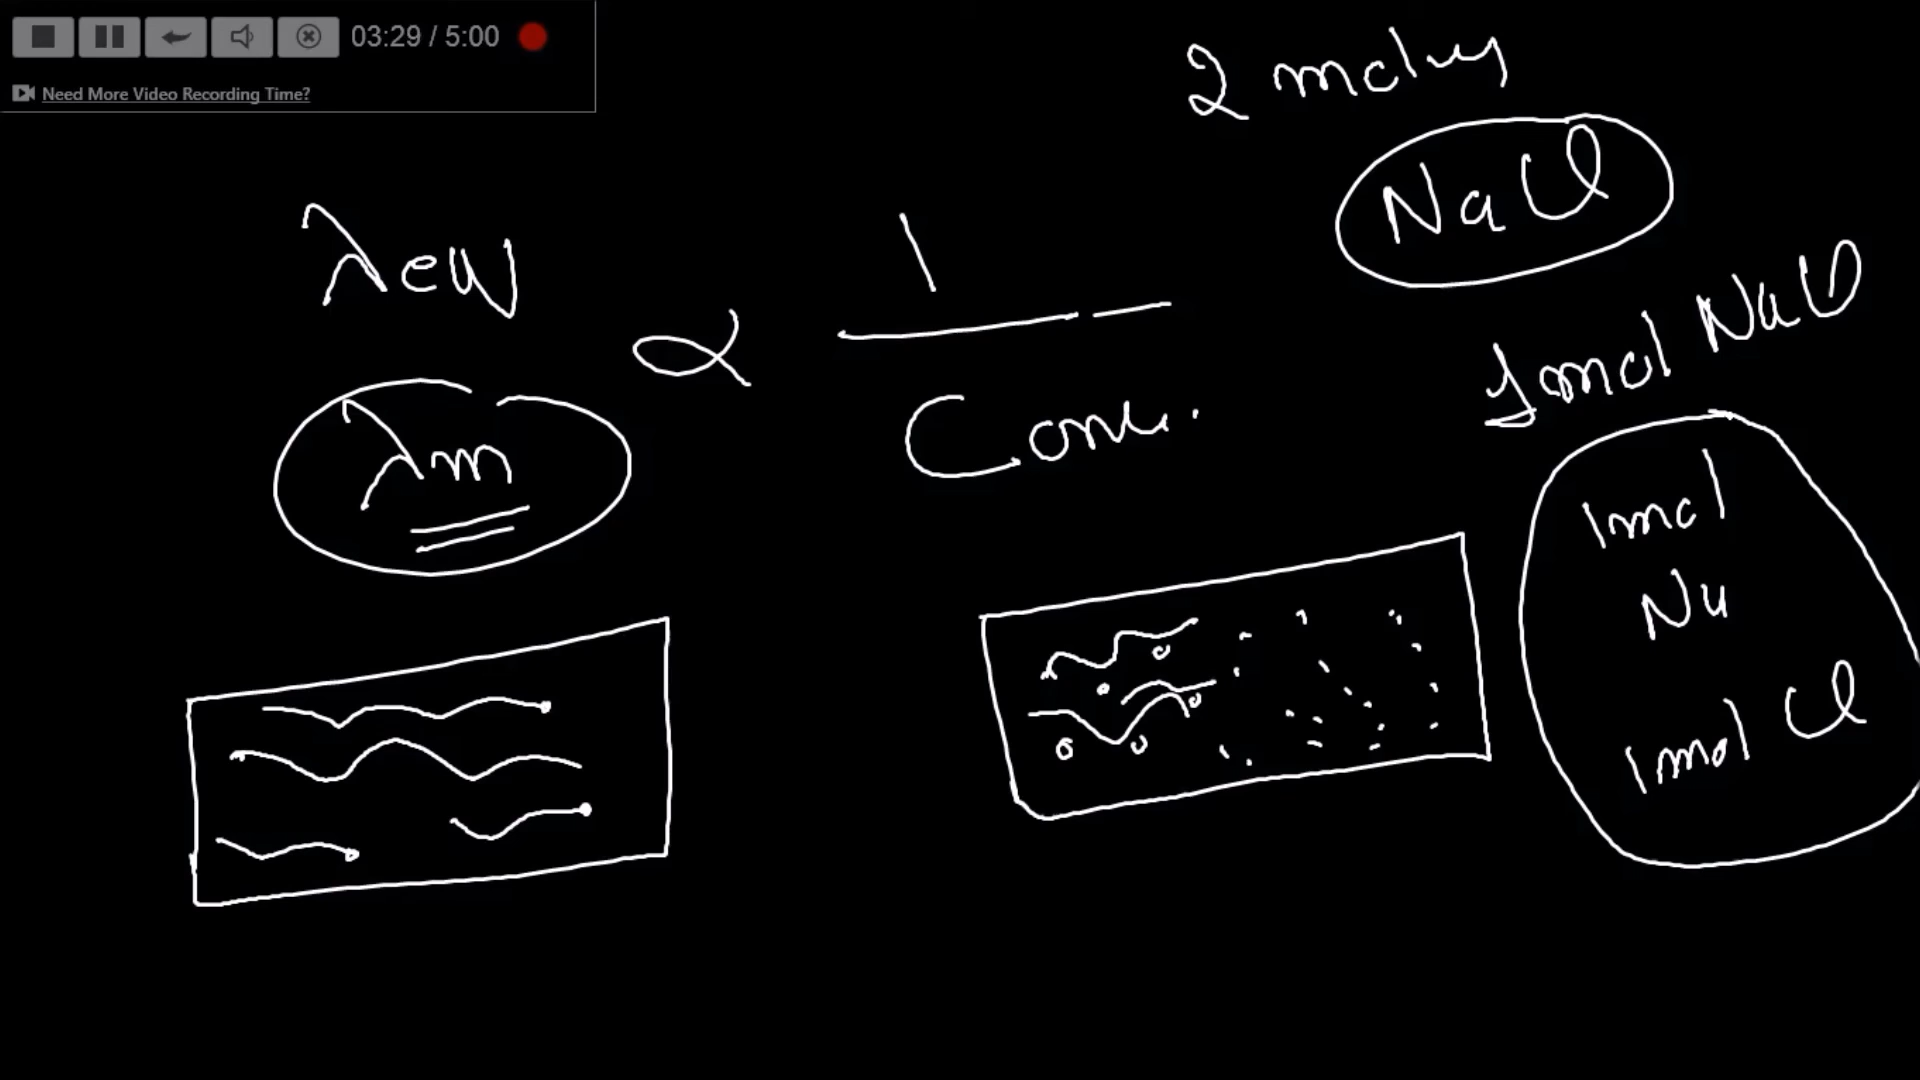 03:29 / 5:00
Need More Video Recording Time?
2 moles
NaCl
λew
∝
1
Conc.
λm
1mol NaCl
1mol
Na
1mol Cl